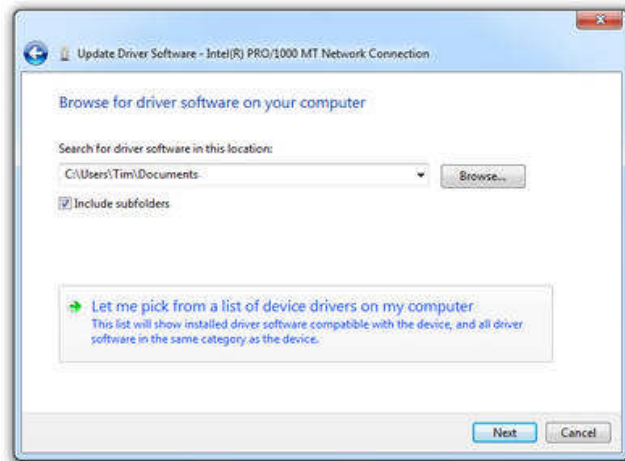 Update Driver Software - Intel(R) PRO/1000 MT Network Connection
Browse for driver software on your computer
Search for driver software in this location:
C:\Users\Tim\Documents
Browse...
Include subfolders
Let me pick from a list of device drivers on my computer
This list will show installed driver software compatible with the device, and all driver
software in the same category as the device.
Next
Cancel